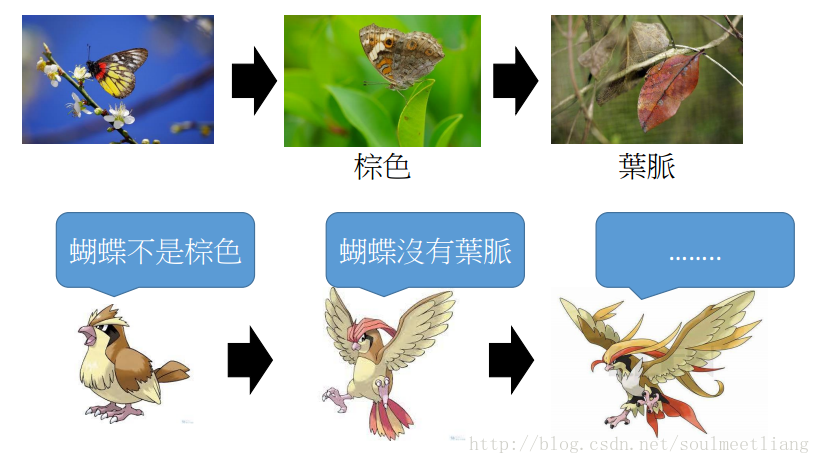 棕色
葉脈
蝴蝶不是棕色
蝴蝶沒有葉脈
........
http://blog.csdn.net/soulmeetliang